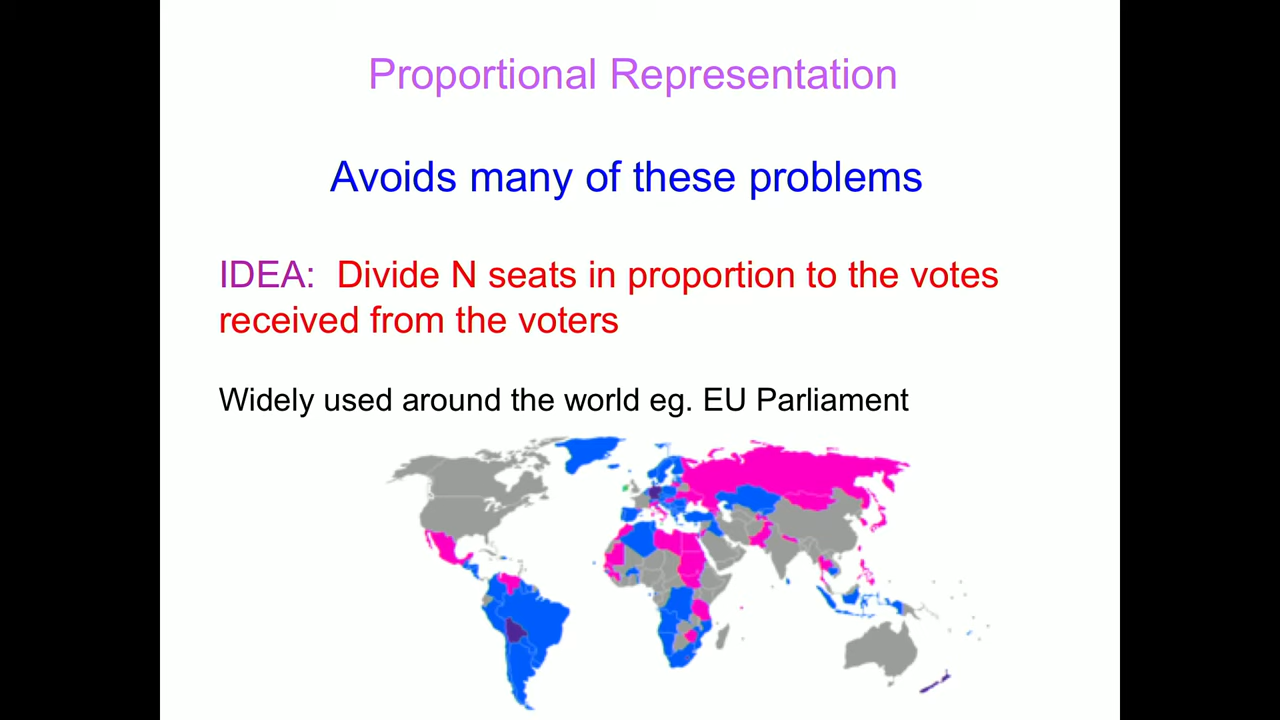 Proportional Representation
Avoids many of these problems
IDEA: Divide N seats in proportion to the votes
received from the voters
Widely used around the world eg. EU Parliament